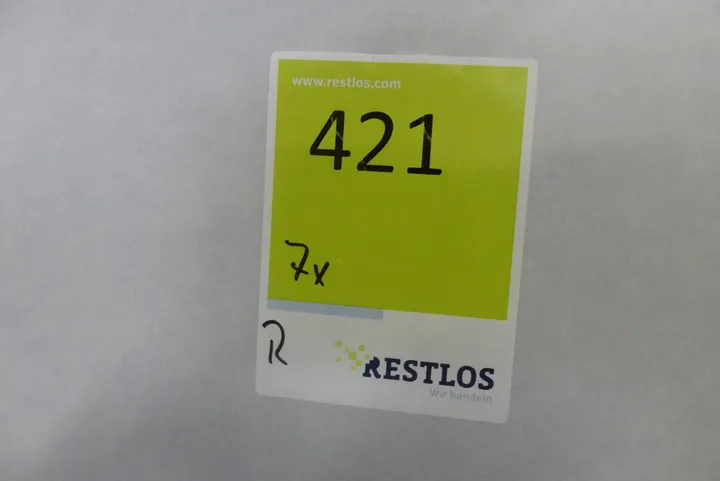 www.restlos.com
421
7x
R
RESTLOS
Wir handeln.